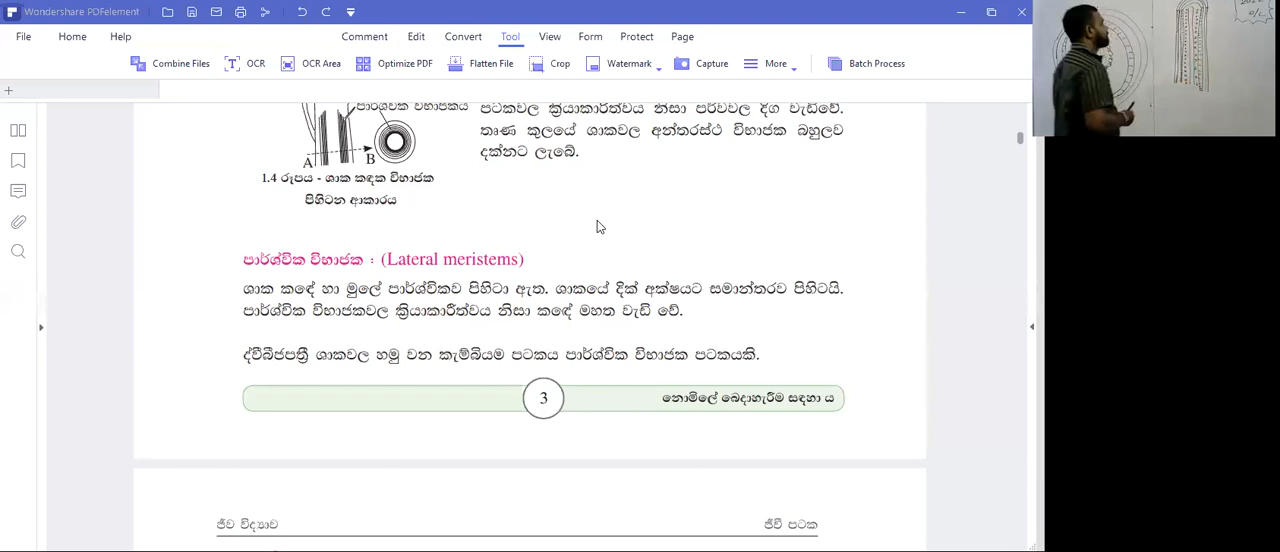 Wondershare PDFelement
File Home Help Comment Edit Convert Tool View Form Protect Page
Combine Files OCR OCR Area Optimize PDF Flatten File Crop Watermark Capture More Batch Process
පාර්ශ්වික විභාජකය
පටකවල ක්‍රියාකාරිත්වය නිසා පර්වවල දිග වැඩිවේ.
තෘණ කුලයේ ශාකවල අන්තරස්ථ විභාජක බහුලව
දක්නට ලැබේ.
A B
1.4 රූපය - ශාක කඳක විභාජක
පිහිටන ආකාරය
පාර්ශ්වික විභාජක : (Lateral meristems)
ශාක කඳේ හා මුලේ පාර්ශ්විකව පිහිටා ඇත. ශාකයේ දික් අක්ෂයට සමාන්තරව පිහිටයි.
පාර්ශ්වික විභාජකවල ක්‍රියාකාරීත්වය නිසා කඳේ මහත වැඩි වේ.
ද්වීබීජපත්‍රී ශාකවල හමු වන කැම්බියම පටකය පාර්ශ්වික විභාජක පටකයකි.
3
නොමිලේ බෙදාහැරීම සඳහා ය
ජීව විද්‍යාව
ජීවී පටක
O/L